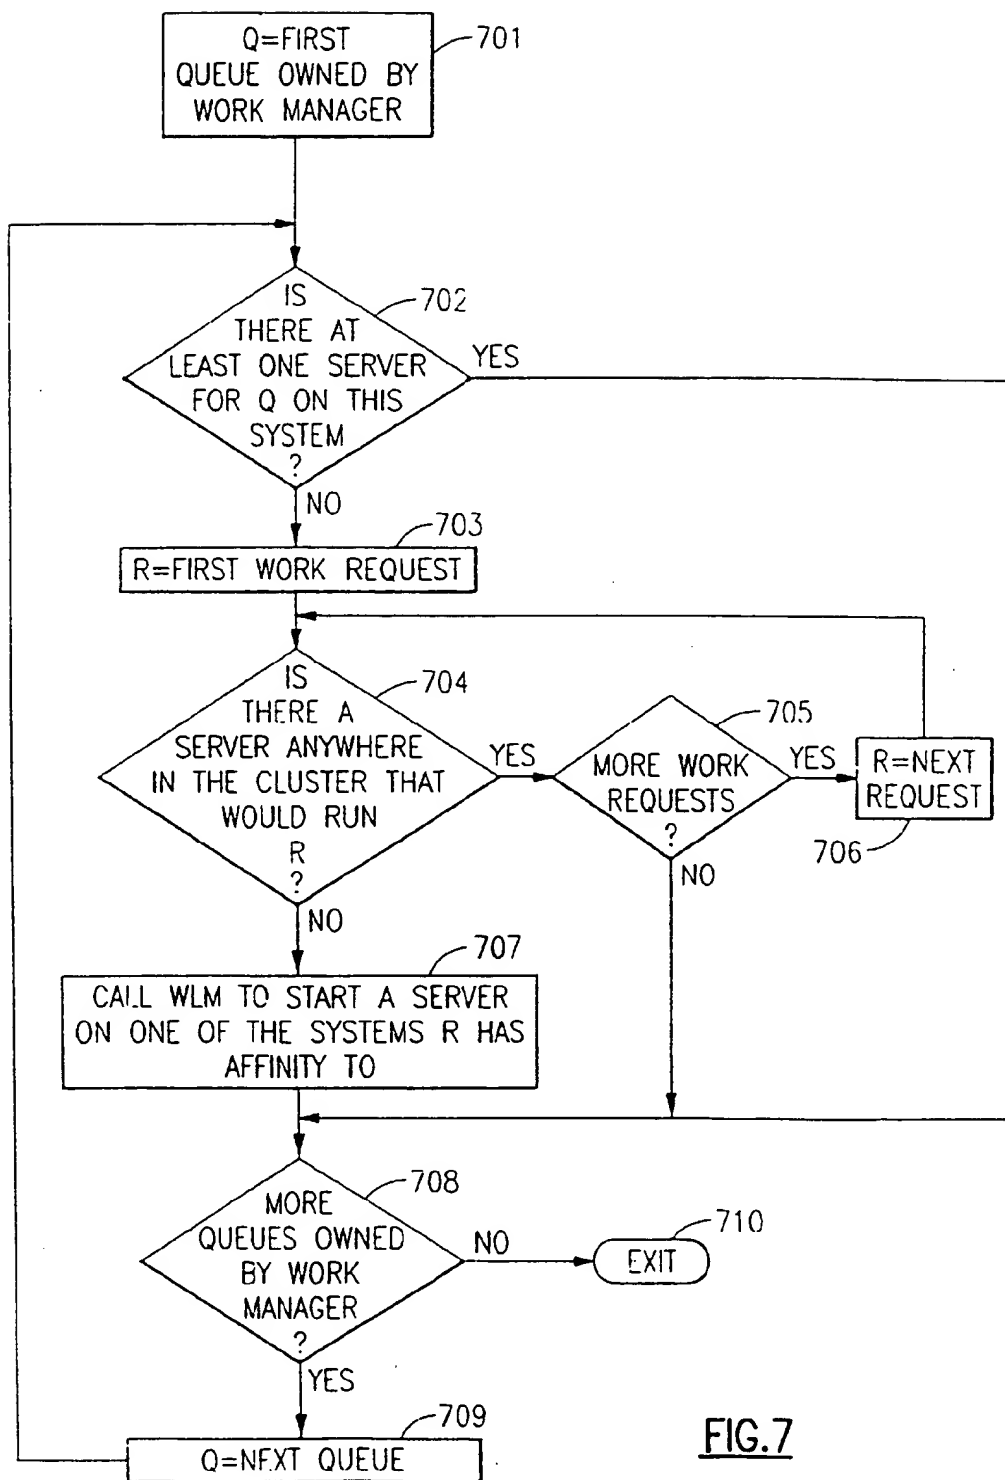 Q=FIRST
QUEUE OWNED BY
WORK MANAGER
701
IS
THERE AT
LEAST ONE SERVER
FOR Q ON THIS
SYSTEM
?
702
YES
NO
703
R=FIRST WORK REQUEST
IS
THERE A
SERVER ANYWHERE
IN THE CLUSTER THAT
WOULD RUN
R
?
704
YES
NO
MORE WORK
REQUESTS
?
705
YES
NO
R=NEXT
REQUEST
706
707
CALL WLM TO START A SERVER
ON ONE OF THE SYSTEMS R HAS
AFFINITY TO
MORE
QUEUES OWNED
BY WORK
MANAGER
?
708
NO
710
EXIT
YES
709
Q=NEXT QUEUE
FIG.7